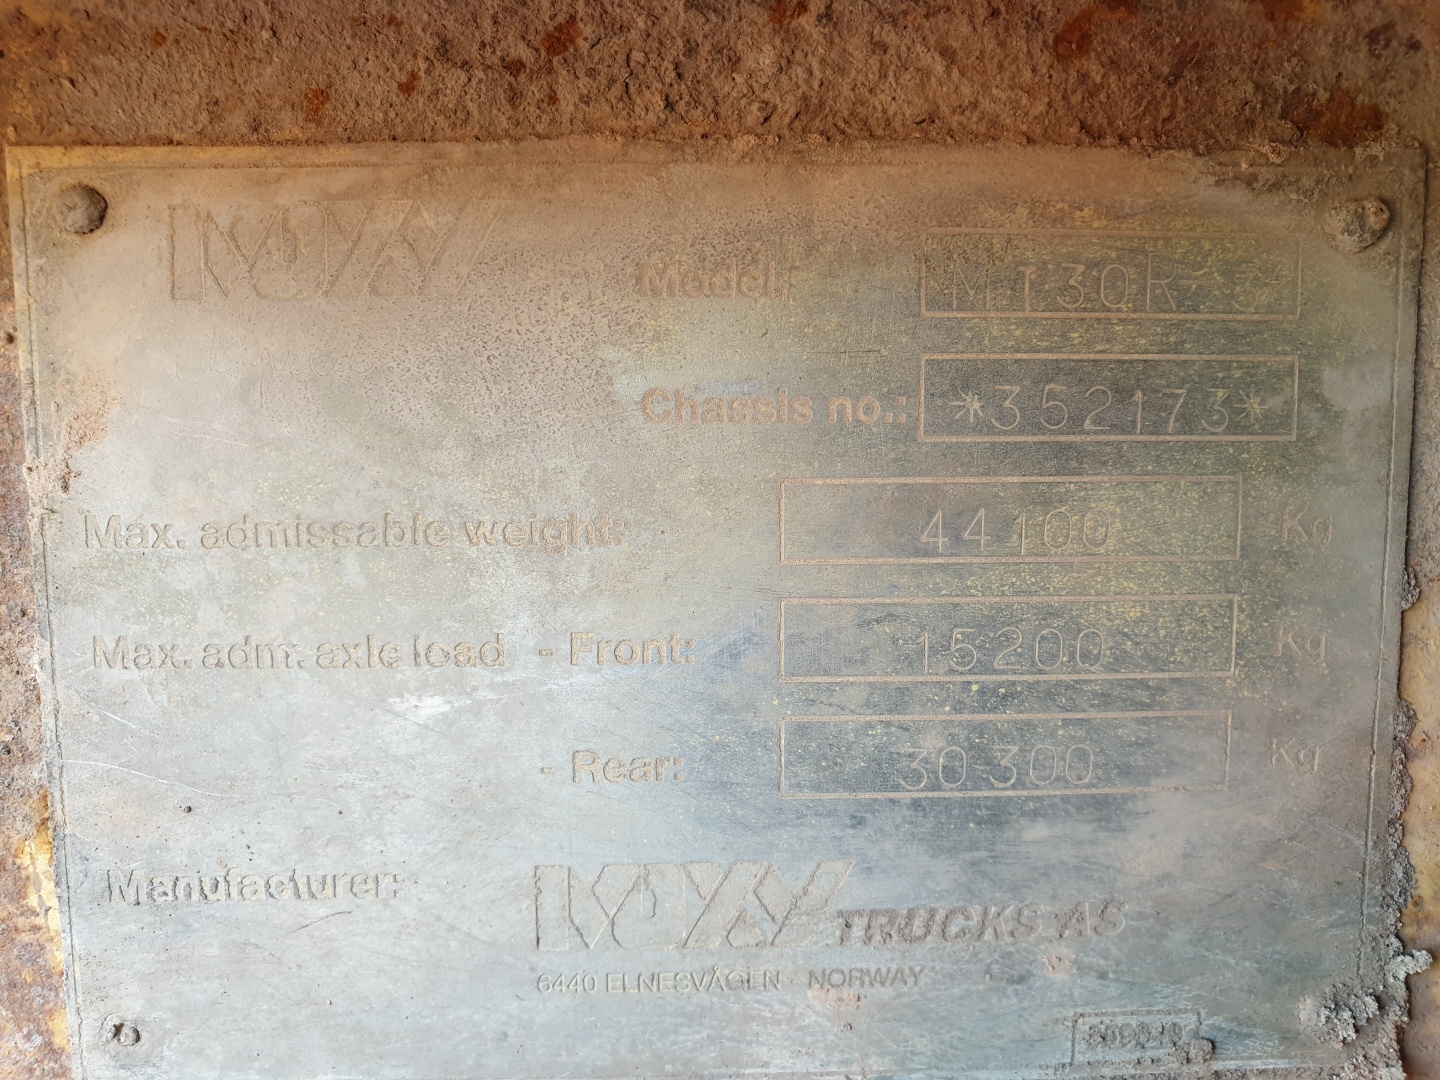 MOXY
Model: MT30R
Chassis no.: *352173*
Max. admissable weight: 44100 Kg
Max. adm. axle load - Front: 15200 Kg
- Rear: 30300 Kg
Manufacturer: MOXY TRUCKS AS
6440 ELNESVÅGEN - NORWAY